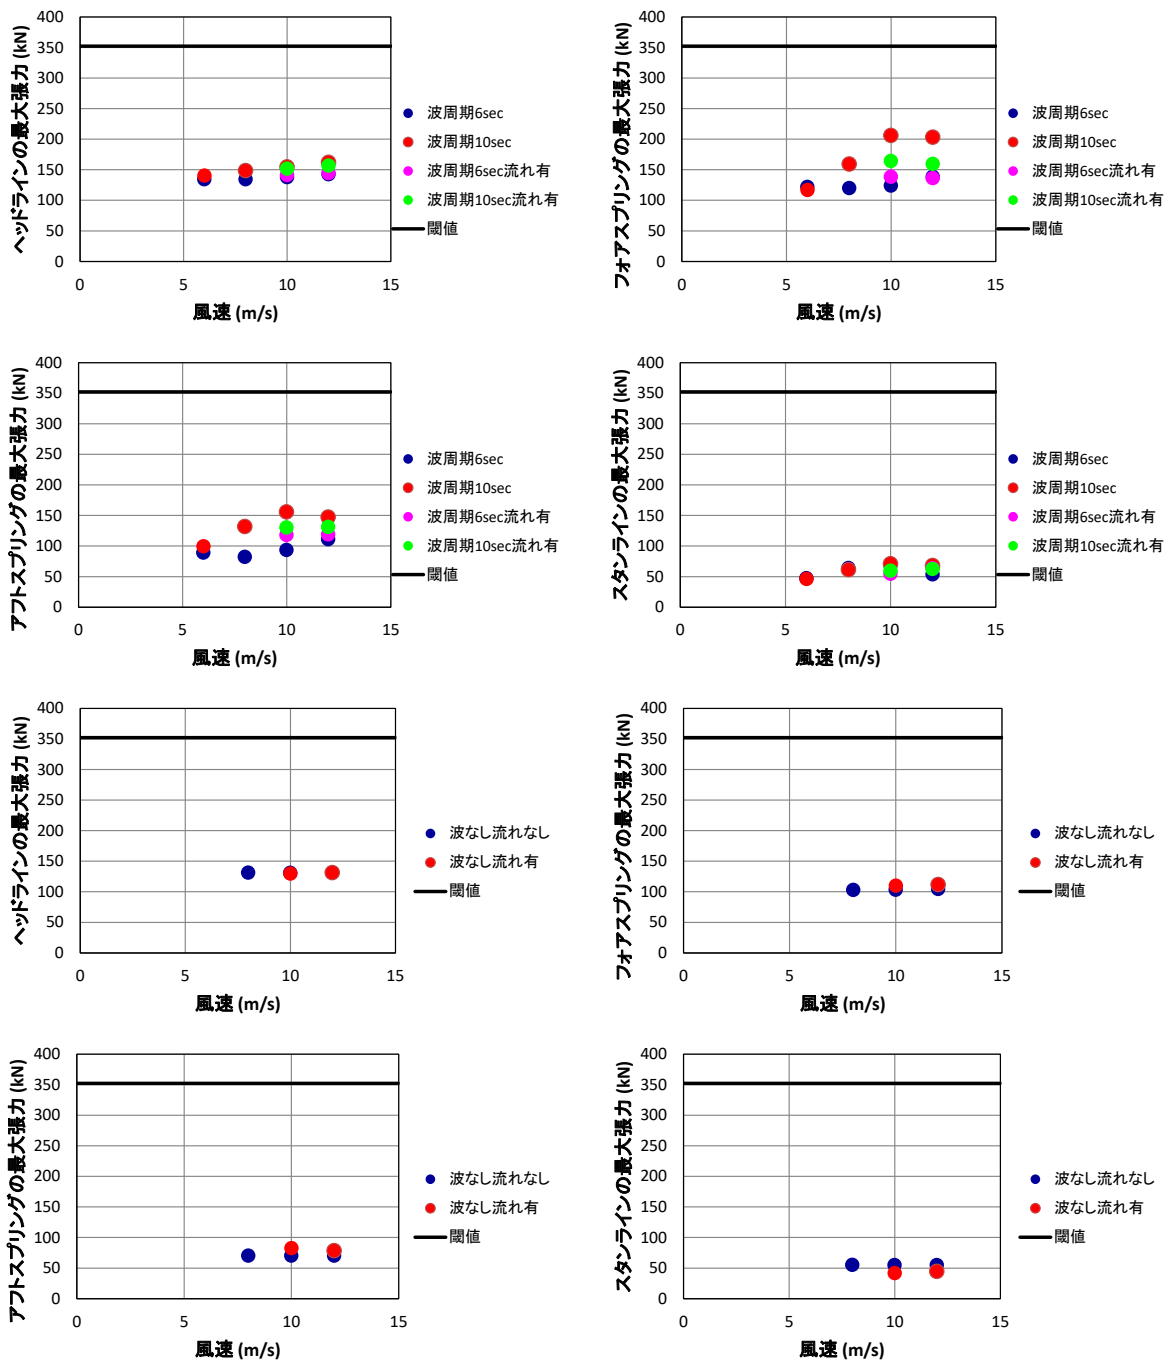 ヘッドラインの最大張力 (kN)
400
350
300
250
200
150
100
50
0
0
5
10
15
風速 (m/s)
波周期6sec
波周期10sec
波周期6sec流れ有
波周期10sec流れ有
閾値
フォアスプリングの最大張力 (kN)
400
350
300
250
200
150
100
50
0
0
5
10
15
風速 (m/s)
波周期6sec
波周期10sec
波周期6sec流れ有
波周期10sec流れ有
閾値
アフトスプリングの最大張力 (kN)
400
350
300
250
200
150
100
50
0
0
5
10
15
風速 (m/s)
波周期6sec
波周期10sec
波周期6sec流れ有
波周期10sec流れ有
閾値
スタンラインの最大張力 (kN)
400
350
300
250
200
150
100
50
0
0
5
10
15
風速 (m/s)
波周期6sec
波周期10sec
波周期6sec流れ有
波周期10sec流れ有
閾値
ヘッドラインの最大張力 (kN)
400
350
300
250
200
150
100
50
0
0
5
10
15
風速 (m/s)
波なし流れなし
波なし流れ有
閾値
フォアスプリングの最大張力 (kN)
400
350
300
250
200
150
100
50
0
0
5
10
15
風速 (m/s)
波なし流れなし
波なし流れ有
閾値
アフトスプリングの最大張力 (kN)
400
350
300
250
200
150
100
50
0
0
5
10
15
風速 (m/s)
波なし流れなし
波なし流れ有
閾値
スタンラインの最大張力 (kN)
400
350
300
250
200
150
100
50
0
0
5
10
15
風速 (m/s)
波なし流れなし
波なし流れ有
閾値